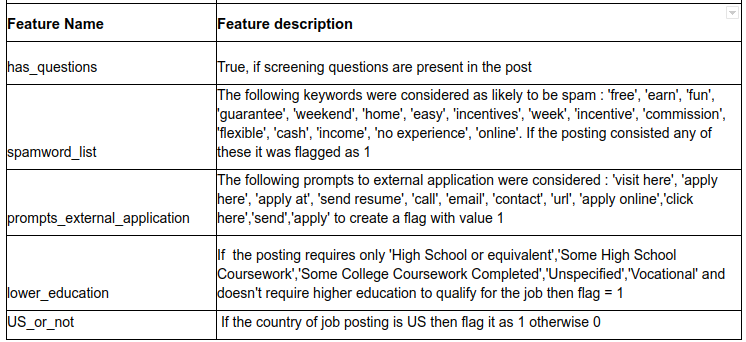 Feature Name Feature description
has_questions True, if screening questions are present in the post
The following keywords were considered as likely to be spam : 'free', 'earn', 'fun',
'guarantee', 'weekend', 'home', 'easy', 'incentives', 'week', 'incentive', 'commission',
'flexible', 'cash', 'income', 'no experience', 'online'. If the posting consisted any of
spamword_list these it was flagged as 1
The following prompts to external application were considered : 'visit here', 'apply
here', 'apply at', 'send resume', 'call', 'email', 'contact', 'url', 'apply online','click
prompts_external_application here','send','apply' to create a flag with value 1
If  the posting requires only 'High School or equivalent','Some High School
Coursework','Some College Coursework Completed','Unspecified','Vocational' and
lower_education doesn't require higher education to qualify for the job then flag = 1
US_or_not If the country of job posting is US then flag it as 1 otherwise 0